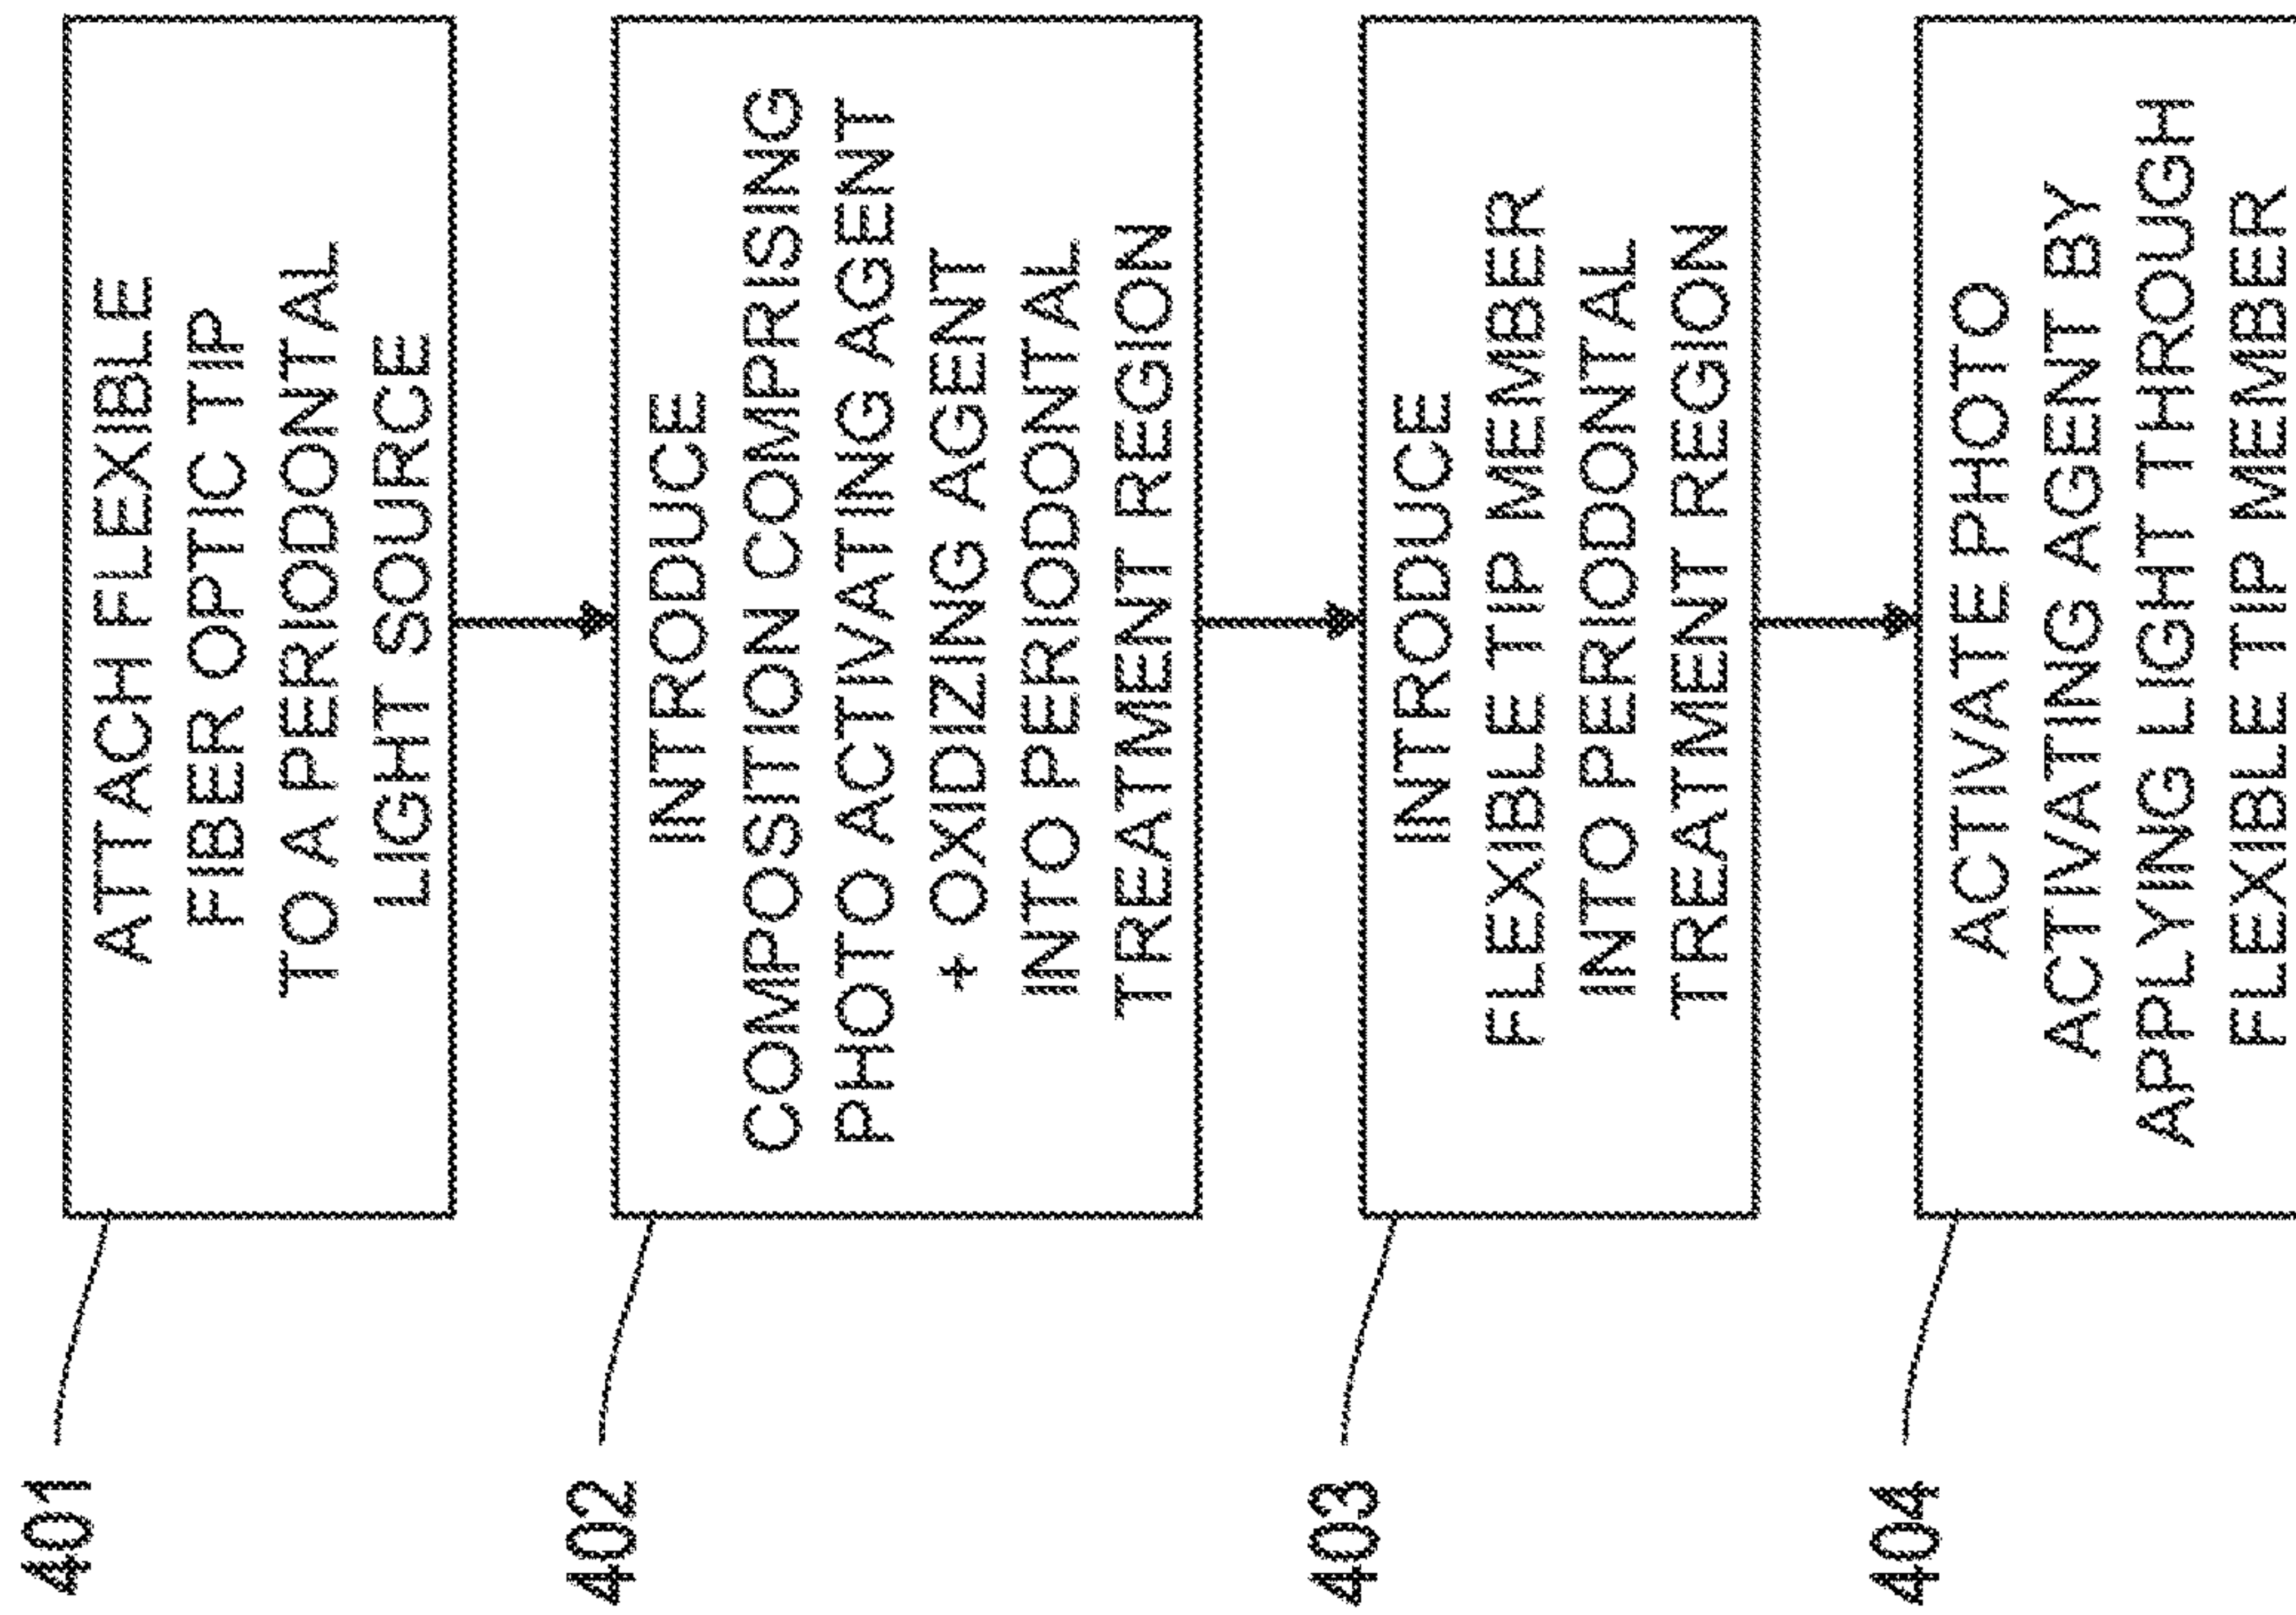 401
ATTACH FLEXIBLE
FIBER OPTIC TIP
TO A PERIODONTAL
LIGHT SOURCE
402
INTRODUCE
COMPOSITION COMPRISING
PHOTO ACTIVATING AGENT
+ OXIDIZING AGENT
INTO PERIODONTAL
TREATMENT REGION
403
INTRODUCE
FLEXIBLE TIP MEMBER
INTO PERIODONTAL
TREATMENT REGION
404
ACTIVATE PHOTO
ACTIVATING AGENT BY
APPLYING LIGHT THROUGH
FLEXIBLE TIP MEMBER